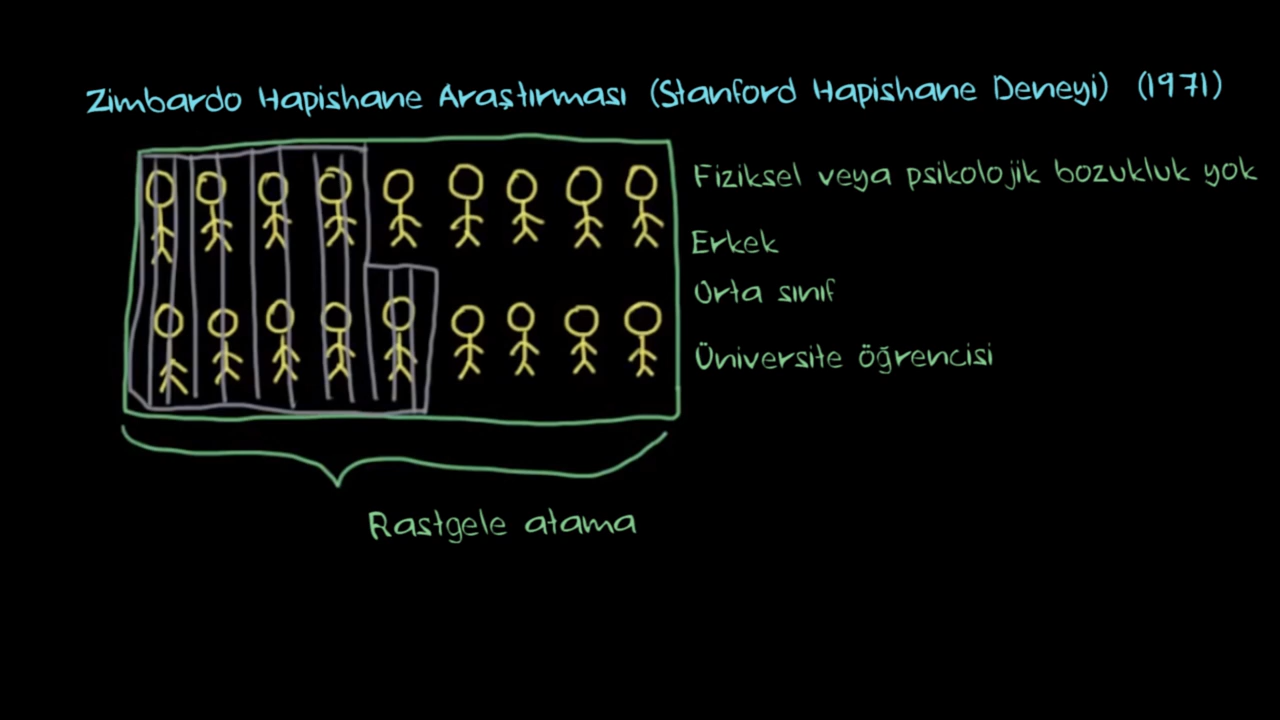 Zimbardo Hapishane Araştırması (Stanford Hapishane Deneyi) (1971)
Fiziksel veya psikolojik bozukluk yok
Erkek
Orta sınıf
Üniversite öğrencisi
Rastgele atama